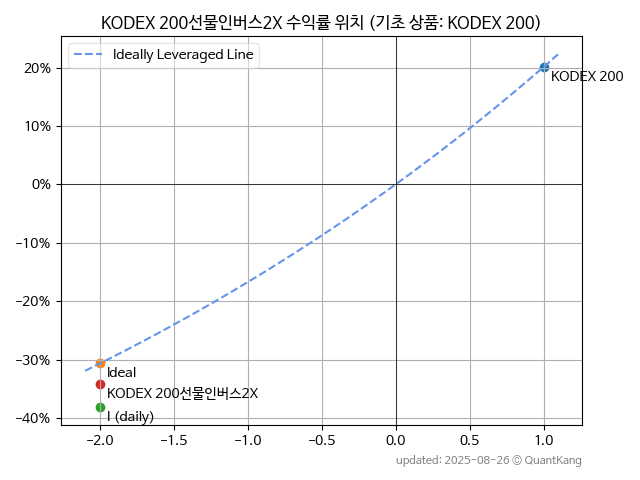 KODEX 200선물인버스2X 수익률 위치 (기초 상품: KODEX 200)
Ideally Leveraged Line
20%
10%
0%
-10%
-20%
-30%
-40%
KODEX 200
Ideal
KODEX 200선물인버스2X
I (daily)
-2.0 -1.5 -1.0 -0.5 0.0 0.5 1.0
updated: 2025-08-26 © QuantKang